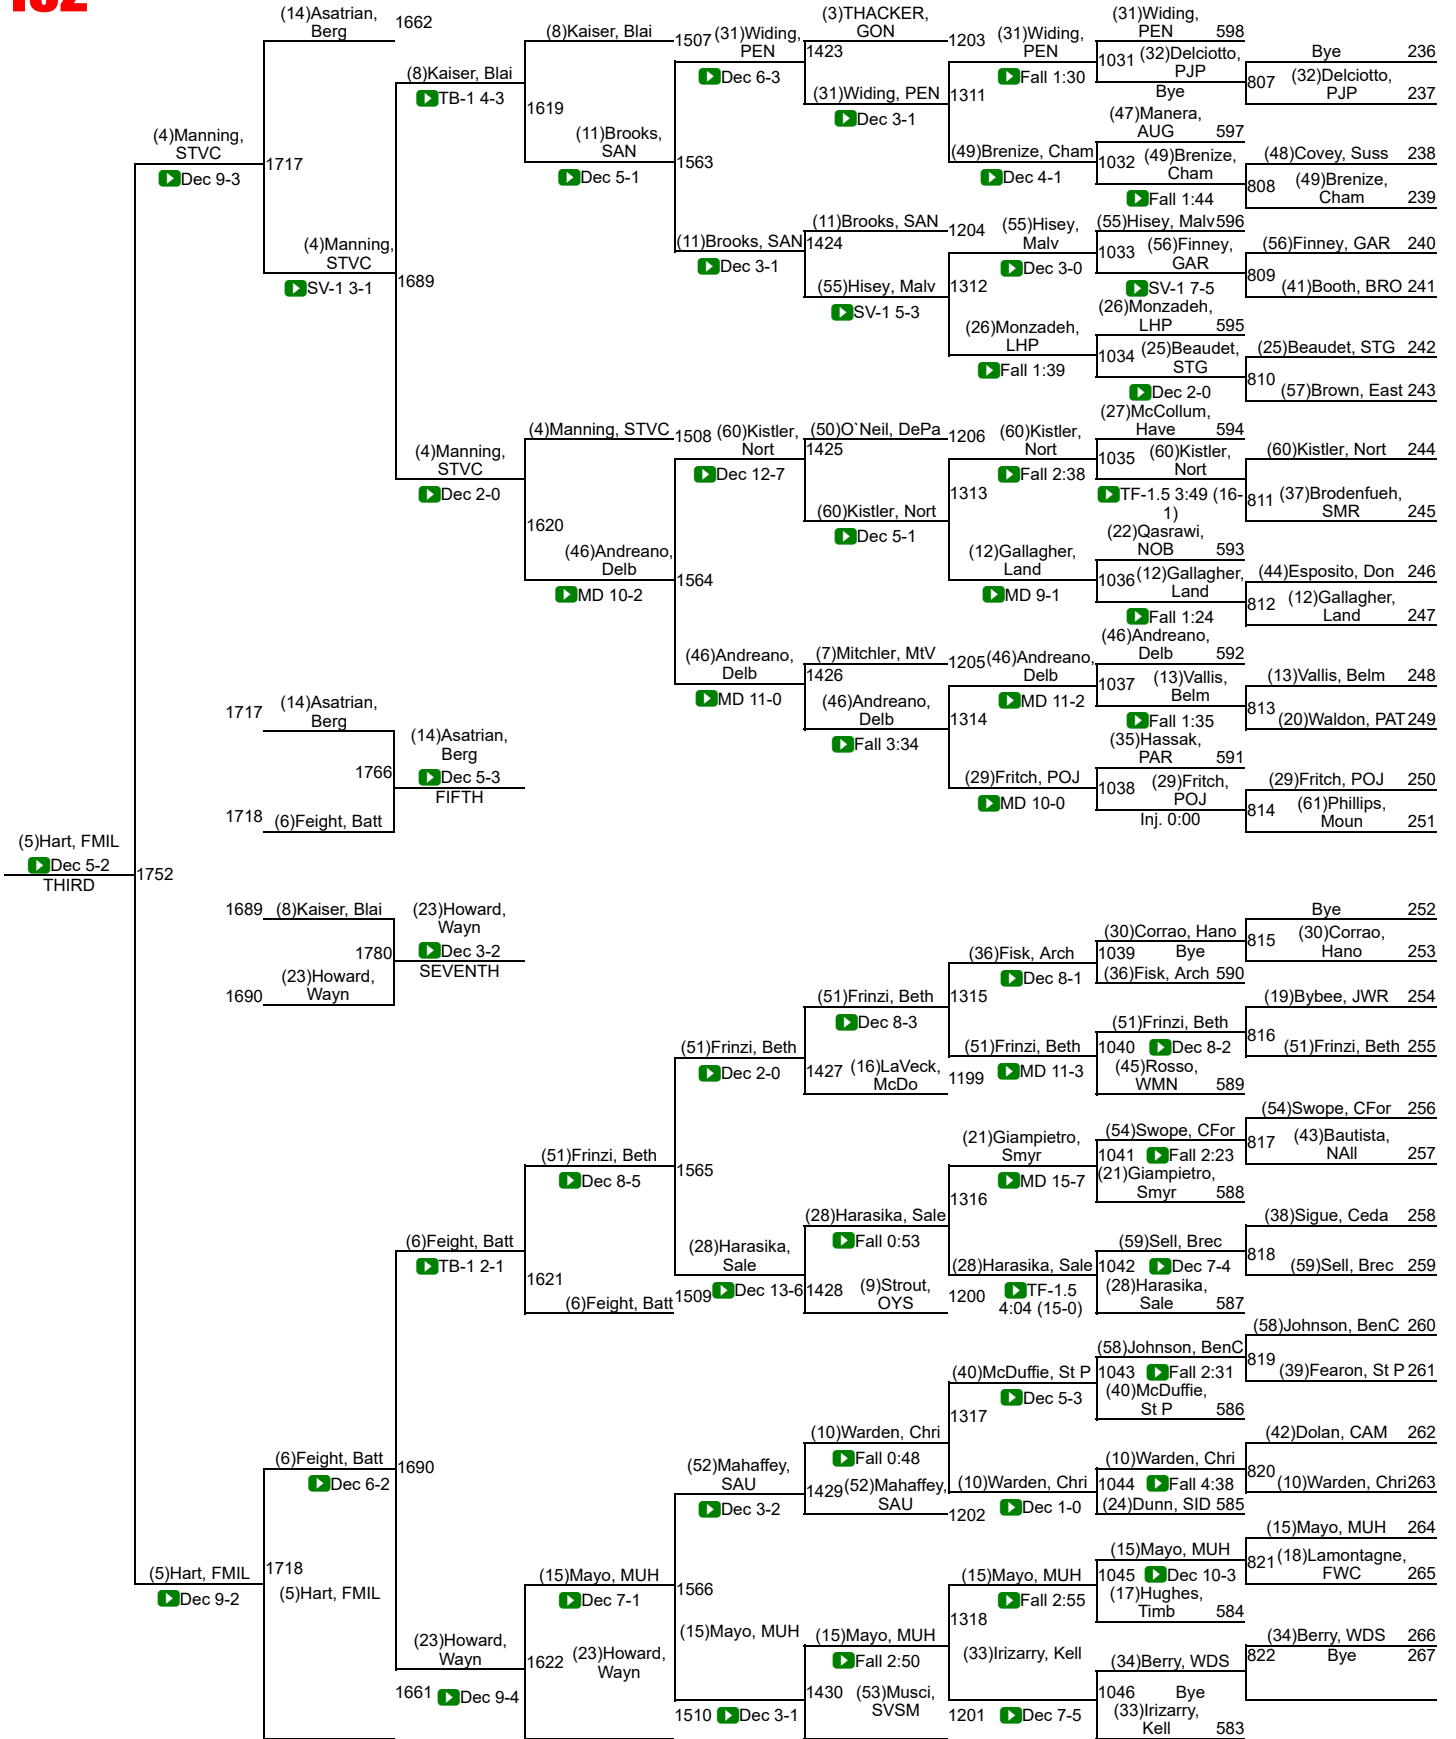 (14)Asatrian,
Berg
1662
(4)Manning,
STVC
Dec 9-3
1717
(4)Manning,
STVC
SV-1 3-1
(8)Kaiser, Blai
TB-1 4-3
1689
(4)Manning,
STVC
Dec 2-0
(8)Kaiser, Blai
1507
1619
(11)Brooks,
SAN
Dec 5-1
(4)Manning, STVC
1508
1620
(46)Andreano,
Delb
MD 10-2
(31)Widing,
PEN
Dec 6-3
1563
(11)Brooks, SAN
Dec 3-1
(60)Kistler,
Nort
Dec 12-7
1564
(46)Andreano,
Delb
MD 11-0
(3)THACKER,
GON
1203
1423
(31)Widing, PEN
Dec 3-1
(11)Brooks, SAN
1204
1424
(55)Hisey, Malv
SV-1 5-3
(50)O`Neil, DePa
1206
1425
(60)Kistler, Nort
Dec 5-1
(7)Mitchler, MtV
1205
1426
(46)Andreano,
Delb
Fall 3:34
(31)Widing,
PEN
Fall 1:30
1311
(49)Brenize, Cham
Dec 4-1
(55)Hisey,
Malv
Dec 3-0
1312
(26)Monzadeh,
LHP
Fall 1:39
(60)Kistler,
Nort
Fall 2:38
1313
(12)Gallagher,
Land
MD 9-1
(46)Andreano,
Delb
MD 11-2
1314
(29)Fritch, POJ
MD 10-0
(31)Widing,
PEN 598
1031
(32)Delciotto,
PJP
Bye
(47)Manera,
AUG 597
1032
(49)Brenize,
Cham
Fall 1:44
(55)Hisey, Malv 596
1033
(56)Finney,
GAR
SV-1 7-5
(26)Monzadeh,
LHP 595
1034
(25)Beaudet,
STG
Dec 2-0
(27)McCollum,
Have 594
1035
(60)Kistler,
Nort
TF-1.5 3:49 (16-
1)
(22)Qasrawi,
NOB 593
1036
(12)Gallagher,
Land
Fall 1:24
(46)Andreano,
Delb 592
1037
(13)Vallis,
Belm
Fall 1:35
(35)Hassak,
PAR 591
1038
(29)Fritch,
POJ
Inj. 0:00
Bye 236
807
(32)Delciotto,
PJP 237
(48)Covey, Suss 238
808
(49)Brenize,
Cham 239
(56)Finney, GAR 240
809
(41)Booth, BRO 241
(25)Beaudet, STG 242
810
(57)Brown, East 243
(60)Kistler, Nort 244
811
(37)Brodenfueh,
SMR 245
(44)Esposito, Don 246
812
(12)Gallagher,
Land 247
(13)Vallis, Belm 248
813
(20)Waldon, PAT 249
(29)Fritch, POJ 250
814
(61)Phillips,
Moun 251
1717
(14)Asatrian,
Berg
1766
(14)Asatrian,
Berg
Dec 5-3
FIFTH
1718 (6)Feight, Batt
(5)Hart, FMIL
Dec 5-2
THIRD
1752
1689 (8)Kaiser, Blai
1780
(23)Howard,
Wayn
Dec 3-2
SEVENTH
(23)Howard,
Wayn
1690
(5)Hart, FMIL
Dec 9-2
(6)Feight, Batt
Dec 6-2
1718
(5)Hart, FMIL
(6)Feight, Batt
TB-1 2-1
1690
(23)Howard,
Wayn
1661 Dec 9-4
(51)Frinzi, Beth
Dec 8-5
1621
(6)Feight, Batt
1509
(15)Mayo, MUH
Dec 7-1
1622
(23)Howard,
Wayn
(51)Frinzi, Beth
Dec 2-0
1565
(28)Harasika,
Sale
Dec 13-6
(52)Mahaffey,
SAU
Dec 3-2
1566
(15)Mayo, MUH
1510 Dec 3-1
(51)Frinzi, Beth
Dec 8-3
1427
(16)LaVeck,
McDo
1199
(28)Harasika, Sale
Fall 0:53
1428
(9)Strout,
OYS
1200
(10)Warden, Chri
Fall 0:48
1429
(52)Mahaffey,
SAU
1202
(15)Mayo, MUH
Fall 2:50
1430
(53)Musci,
SVSM
1201
(36)Fisk, Arch
Dec 8-1
1315
(51)Frinzi, Beth
MD 11-3
(21)Giampietro,
Smyr
MD 15-7
1316
(28)Harasika, Sale
TF-1.5
4:04 (15-0)
(40)McDuffie, St P
Dec 5-3
1317
(10)Warden, Chri
Dec 1-0
(15)Mayo, MUH
Fall 2:55
1318
(33)Irizarry, Kell
Dec 7-5
(30)Corrao, Hano
1039 Bye
(36)Fisk, Arch 590
(51)Frinzi, Beth
1040 Dec 8-2
(45)Rosso,
WMN 589
(54)Swope, CFor
1041 Fall 2:23
(21)Giampietro,
Smyr 588
(59)Sell, Brec
1042 Dec 7-4
(28)Harasika,
Sale 587
(58)Johnson, BenC
1043 Fall 2:31
(40)McDuffie,
St P 586
(10)Warden, Chri
1044 Fall 4:38
(24)Dunn, SID 585
(15)Mayo, MUH
1045 Dec 10-3
(17)Hughes,
Timb 584
(34)Berry, WDS
1046 Bye
(33)Irizarry,
Kell 583
Bye 252
815
(30)Corrao,
Hano 253
(19)Bybee, JWR 254
816
(51)Frinzi, Beth 255
(54)Swope, CFor 256
817
(43)Bautista,
NAll 257
(38)Sigue, Ceda 258
818
(59)Sell, Brec 259
(58)Johnson, BenC 260
819
(39)Fearon, St P 261
(42)Dolan, CAM 262
820
(10)Warden, Chri 263
(15)Mayo, MUH 264
821
(18)Lamontagne,
FWC 265
(34)Berry, WDS 266
822 Bye 267